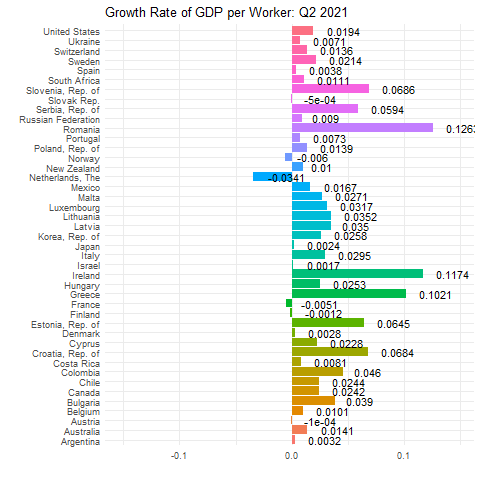 Growth Rate of GDP per Worker: Q2 2021
United States 0.0194
Ukraine 0.0071
Switzerland 0.0136
Sweden 0.0214
Spain 0.0038
South Africa 0.0111
Slovenia, Rep. of 0.0686
Slovak Rep. -5e-04
Serbia, Rep. of 0.0594
Russian Federation 0.009
Romania 0.1263
Portugal 0.0073
Poland, Rep. of 0.0139
Norway -0.006
New Zealand 0.01
Netherlands, The -0.0341
Mexico 0.0167
Malta 0.0271
Luxembourg 0.0317
Lithuania 0.0352
Latvia 0.035
Korea, Rep. of 0.0258
Japan 0.0024
Italy 0.0295
Israel 0.0017
Ireland 0.1174
Hungary 0.0253
Greece 0.1021
France -0.0051
Finland -0.0012
Estonia, Rep. of 0.0645
Denmark 0.0028
Cyprus 0.0228
Croatia, Rep. of 0.0684
Costa Rica 0.0081
Colombia 0.046
Chile 0.0244
Canada 0.0242
Bulgaria 0.039
Belgium 0.0101
Austria -1e-04
Australia 0.0141
Argentina 0.0032
-0.1 0.0 0.1